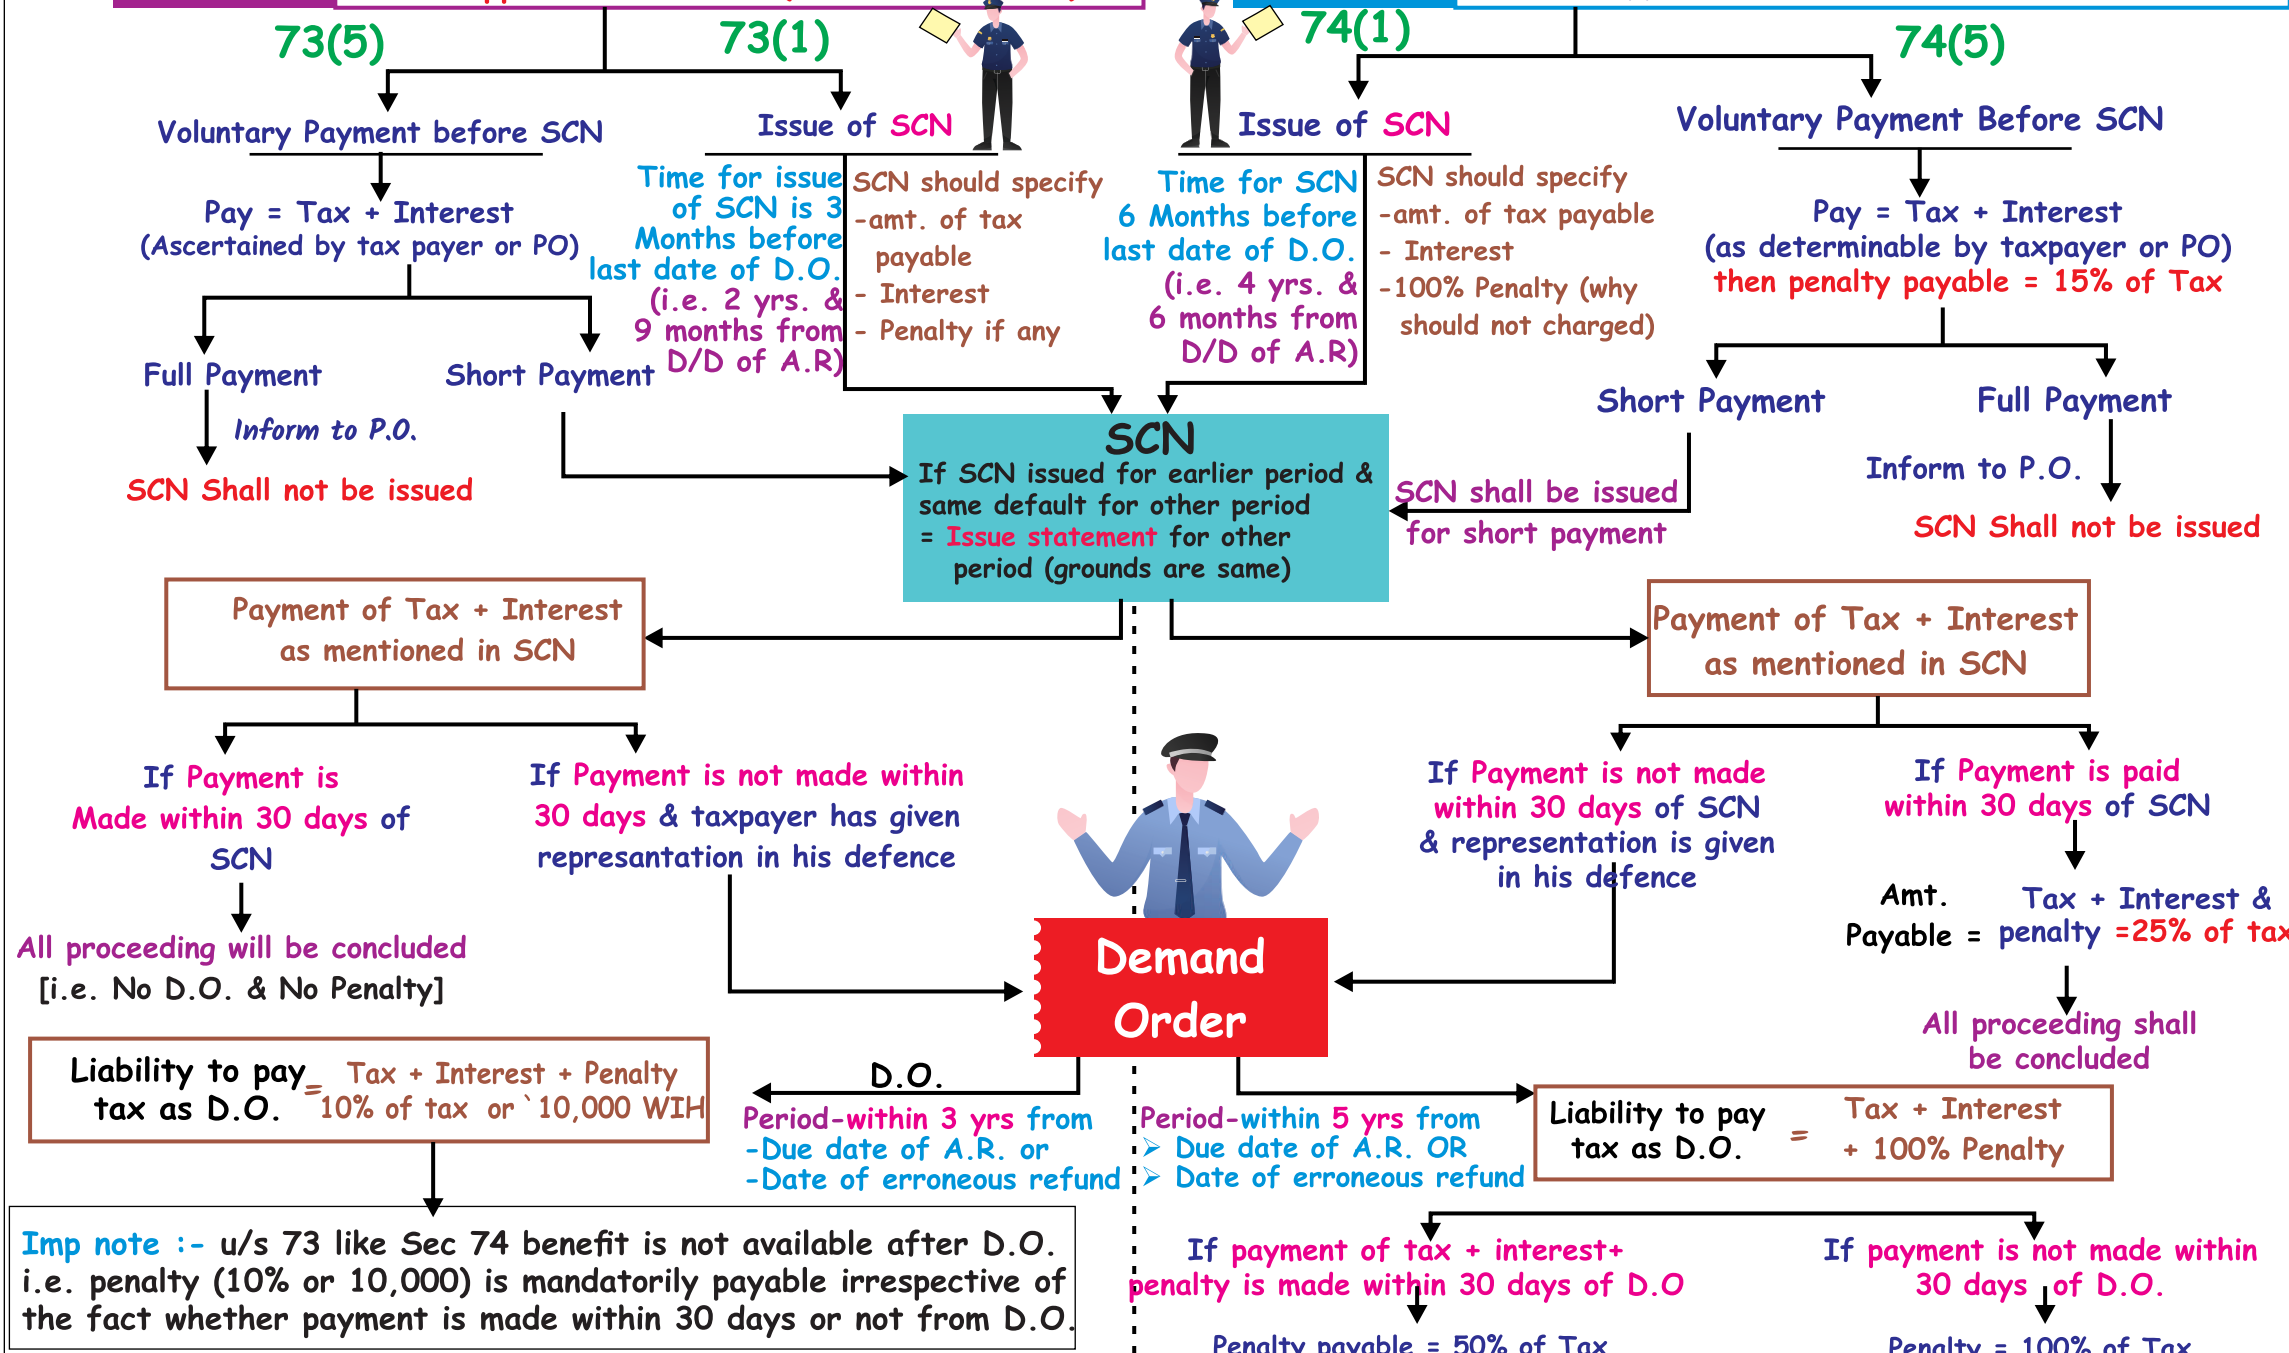 73(5)
73(1)
74(1)
74(5)
Voluntary Payment before SCN
Pay = Tax + Interest
(Ascertained by tax payer or PO)
Full Payment
Short Payment
Inform to P.O.
SCN Shall not be issued
Issue of SCN
Time for issue
of SCN is 3
Months before
last date of D.O.
(i.e. 2 yrs. &
9 months from
D/D of A.R)
SCN should specify
-amt. of tax
payable
- Interest
- Penalty if any
Issue of SCN
Time for SCN
6 Months before
last date of D.O.
(i.e. 4 yrs. &
6 months from
D/D of A.R)
SCN should specify
-amt. of tax payable
- Interest
-100% Penalty (why
should not charged)
Voluntary Payment Before SCN
Pay = Tax + Interest
(as determinable by taxpayer or PO)
then penalty payable = 15% of Tax
Short Payment
Full Payment
Inform to P.O.
SCN Shall not be issued
SCN shall be issued
for short payment
SCN
If SCN issued for earlier period &
same default for other period
= Issue statement for other
period (grounds are same)
Payment of Tax + Interest
as mentioned in SCN
If Payment is
Made within 30 days of
SCN
All proceeding will be concluded
[i.e. No D.O. & No Penalty]
If Payment is not made within
30 days & taxpayer has given
represantation in his defence
Payment of Tax + Interest
as mentioned in SCN
If Payment is not made
within 30 days of SCN
& representation is given
in his defence
If Payment is paid
within 30 days of SCN
Amt.
Payable =
Tax + Interest &
penalty =25% of tax
All proceeding shall
be concluded
Demand
Order
Liability to pay
tax as D.O.
=
Tax + Interest + Penalty
10% of tax or `10,000 WIH
D.O.
Period-within 3 yrs from
-Due date of A.R. or
-Date of erroneous refund
Period-within 5 yrs from
➢ Due date of A.R. OR
➢ Date of erroneous refund
Liability to pay
tax as D.O.
=
Tax + Interest
+ 100% Penalty
Imp note :- u/s 73 like Sec 74 benefit is not available after D.O.
i.e. penalty (10% or 10,000) is mandatorily payable irrespective of
the fact whether payment is made within 30 days or not from D.O.
If payment of tax + interest+
penalty is made within 30 days of D.O
Penalty payable = 50% of Tax
If payment is not made within
30 days of D.O.
Penalty = 100% of Tax